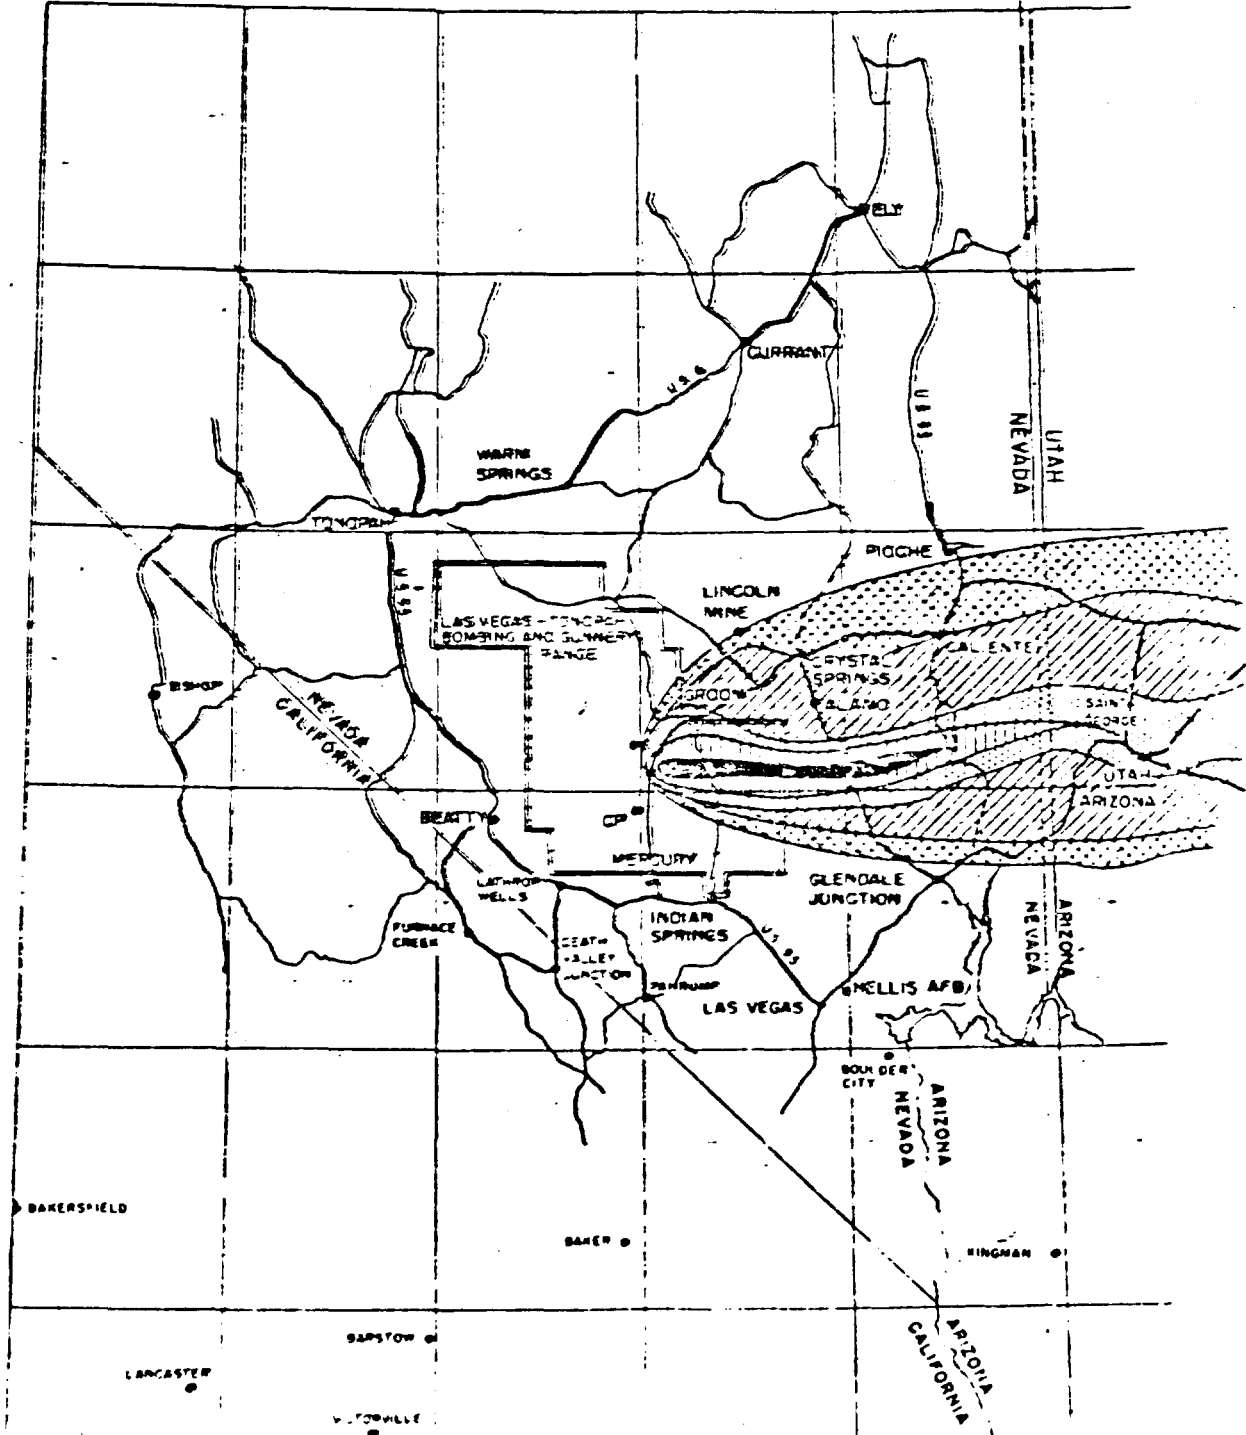 ELY
CURRANT
U S 6
U S 93
UTAH
NEVADA
WARM
SPRINGS
TONOPAH
U S 95
PIOCHE
LINCOLN
MINE
LAS VEGAS - TONOPAH
BOMBING AND GUNNERY
RANGE
CALIENTE
CRYSTAL
SPRINGS
ALAMO
GROOM
SAINT
GEORGE
BISHOP
NEVADA
CALIFORNIA
UTAH
ARIZONA
BEATTY
CP
MERCURY
LATHROP
WELLS
GLENDALE
JUNCTION
FURNACE
CREEK
INDIAN
SPRINGS
U S 95
DEATH
VALLEY
JUNCTION
PAHRUMP
LAS VEGAS
NELLIS AFB
ARIZONA
NEVADA
BOULDER
CITY
ARIZONA
NEVADA
BAKERSFIELD
BAKER
KINGMAN
BARSTOW
LANCASTER
VICTORVILLE
ARIZONA
CALIFORNIA